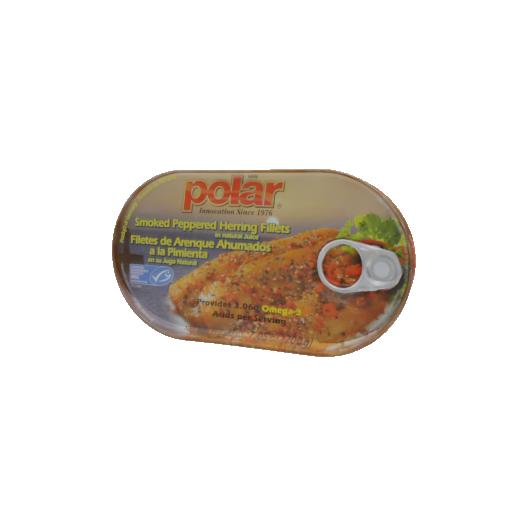 polar
Innovation Since 1976
Smoked Peppered Herring Fillets
in natural juice
Filetes de Arenque Ahumados
a la Pimienta
en su Jugo Natural
Provides 3.06g Omega-3
Acids per Serving